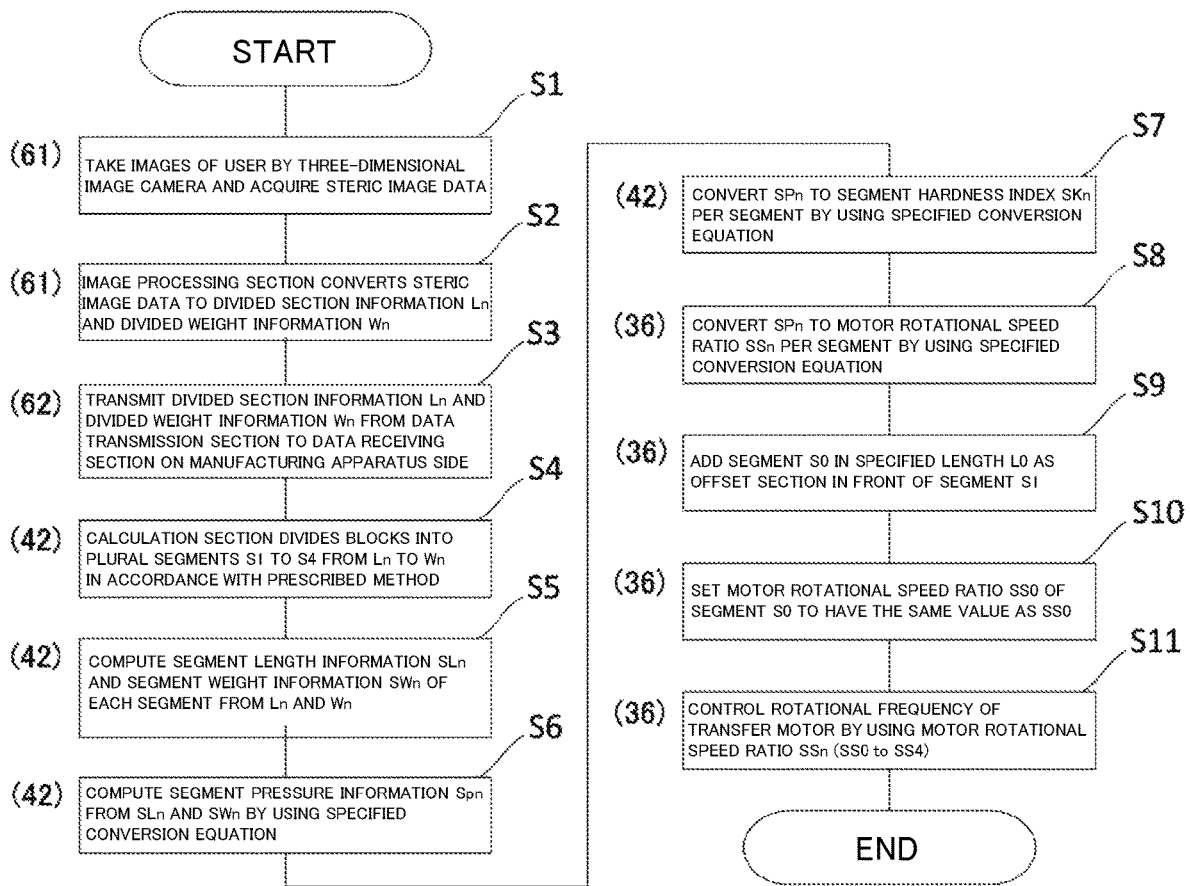 START
S1
(61)
TAKE IMAGES OF USER BY THREE-DIMENSIONAL
IMAGE CAMERA AND ACQUIRE STERIC IMAGE DATA
S2
(61)
IMAGE PROCESSING SECTION CONVERTS STERIC
IMAGE DATA TO DIVIDED SECTION INFORMATION Ln
AND DIVIDED WEIGHT INFORMATION Wn
S3
(62)
TRANSMIT DIVIDED SECTION INFORMATION Ln AND
DIVIDED WEIGHT INFORMATION Wn FROM DATA
TRANSMISSION SECTION TO DATA RECEIVING
SECTION ON MANUFACTURING APPARATUS SIDE
S4
(42)
CALCULATION SECTION DIVIDES BLOCKS INTO
PLURAL SEGMENTS S1 TO S4 FROM Ln TO Wn
IN ACCORDANCE WITH PRESCRIBED METHOD
S5
(42)
COMPUTE SEGMENT LENGTH INFORMATION SLn
AND SEGMENT WEIGHT INFORMATION SWn OF
EACH SEGMENT FROM Ln AND Wn
S6
(42)
COMPUTE SEGMENT PRESSURE INFORMATION Spn
FROM SLn AND SWn BY USING SPECIFIED
CONVERSION EQUATION
S7
(42)
CONVERT SPn TO SEGMENT HARDNESS INDEX SKn
PER SEGMENT BY USING SPECIFIED CONVERSION
EQUATION
S8
(36)
CONVERT SPn TO MOTOR ROTATIONAL SPEED
RATIO SSn PER SEGMENT BY USING SPECIFIED
CONVERSION EQUATION
S9
(36)
ADD SEGMENT S0 IN SPECIFIED LENGTH L0 AS
OFFSET SECTION IN FRONT OF SEGMENT S1
S10
(36)
SET MOTOR ROTATIONAL SPEED RATIO SS0 OF
SEGMENT S0 TO HAVE THE SAME VALUE AS SS0
S11
(36)
CONTROL ROTATIONAL FREQUENCY OF
TRANSFER MOTOR BY USING MOTOR ROTATIONAL
SPEED RATIO SSn (SS0 to SS4)
END